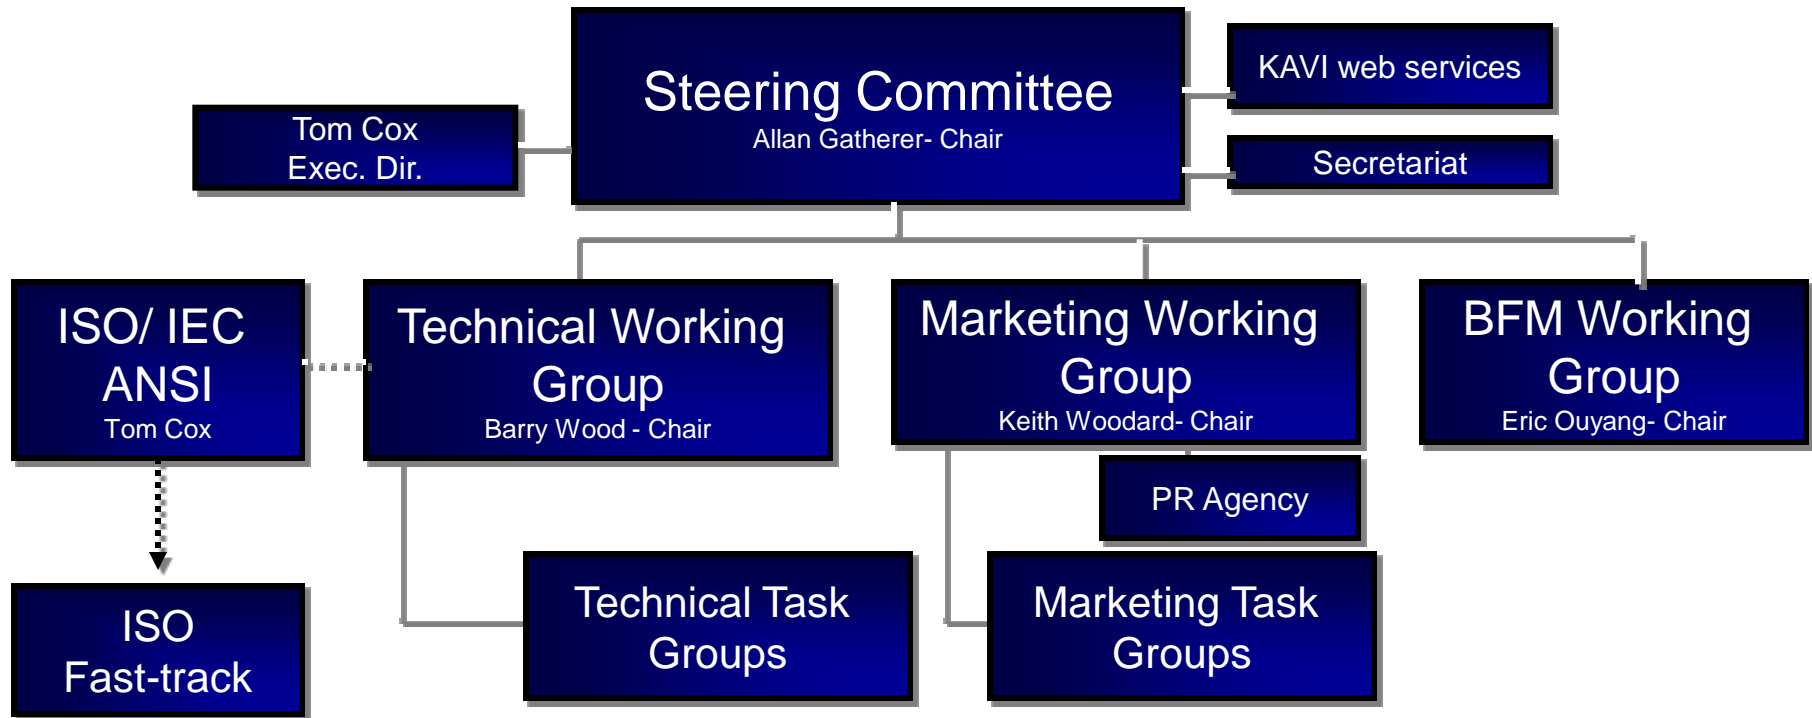 Steering Committee
Allan Gatherer- Chair
KAVI web services
Tom Cox
Exec. Dir.
Secretariat
ISO/ IEC
ANSI
Tom Cox
Technical Working
Group
Barry Wood - Chair
Marketing Working
Group
Keith Woodard- Chair
BFM Working
Group
Eric Ouyang- Chair
PR Agency
ISO
Fast-track
Technical Task
Groups
Marketing Task
Groups